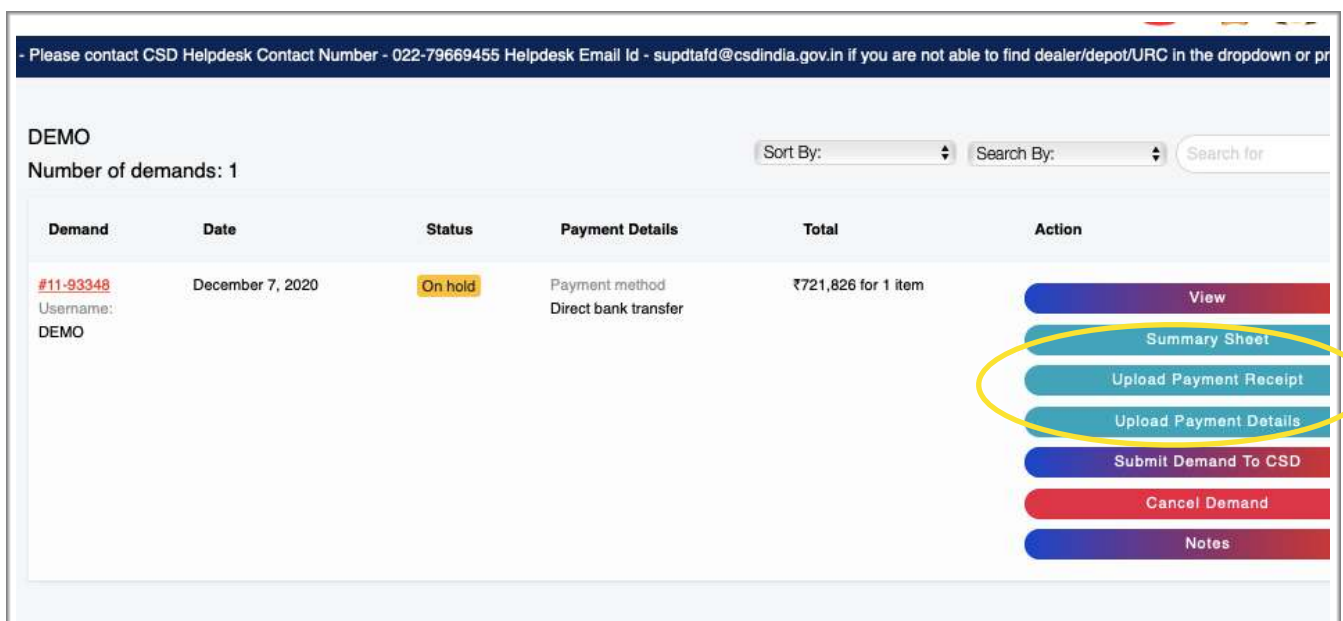 - Please contact CSD Helpdesk Contact Number - 022-79669455 Helpdesk Email Id - supdtafd@csdindia.gov.in if you are not able to find dealer/depot/URC in the dropdown or pr
DEMO
Number of demands: 1
Sort By:
Search By:
Search for
Demand Date Status Payment Details Total Action
#11-93348 December 7, 2020 On hold Payment method ₹721,826 for 1 item
Username: Direct bank transfer
DEMO
View
Summary Sheet
Upload Payment Receipt
Upload Payment Details
Submit Demand To CSD
Cancel Demand
Notes